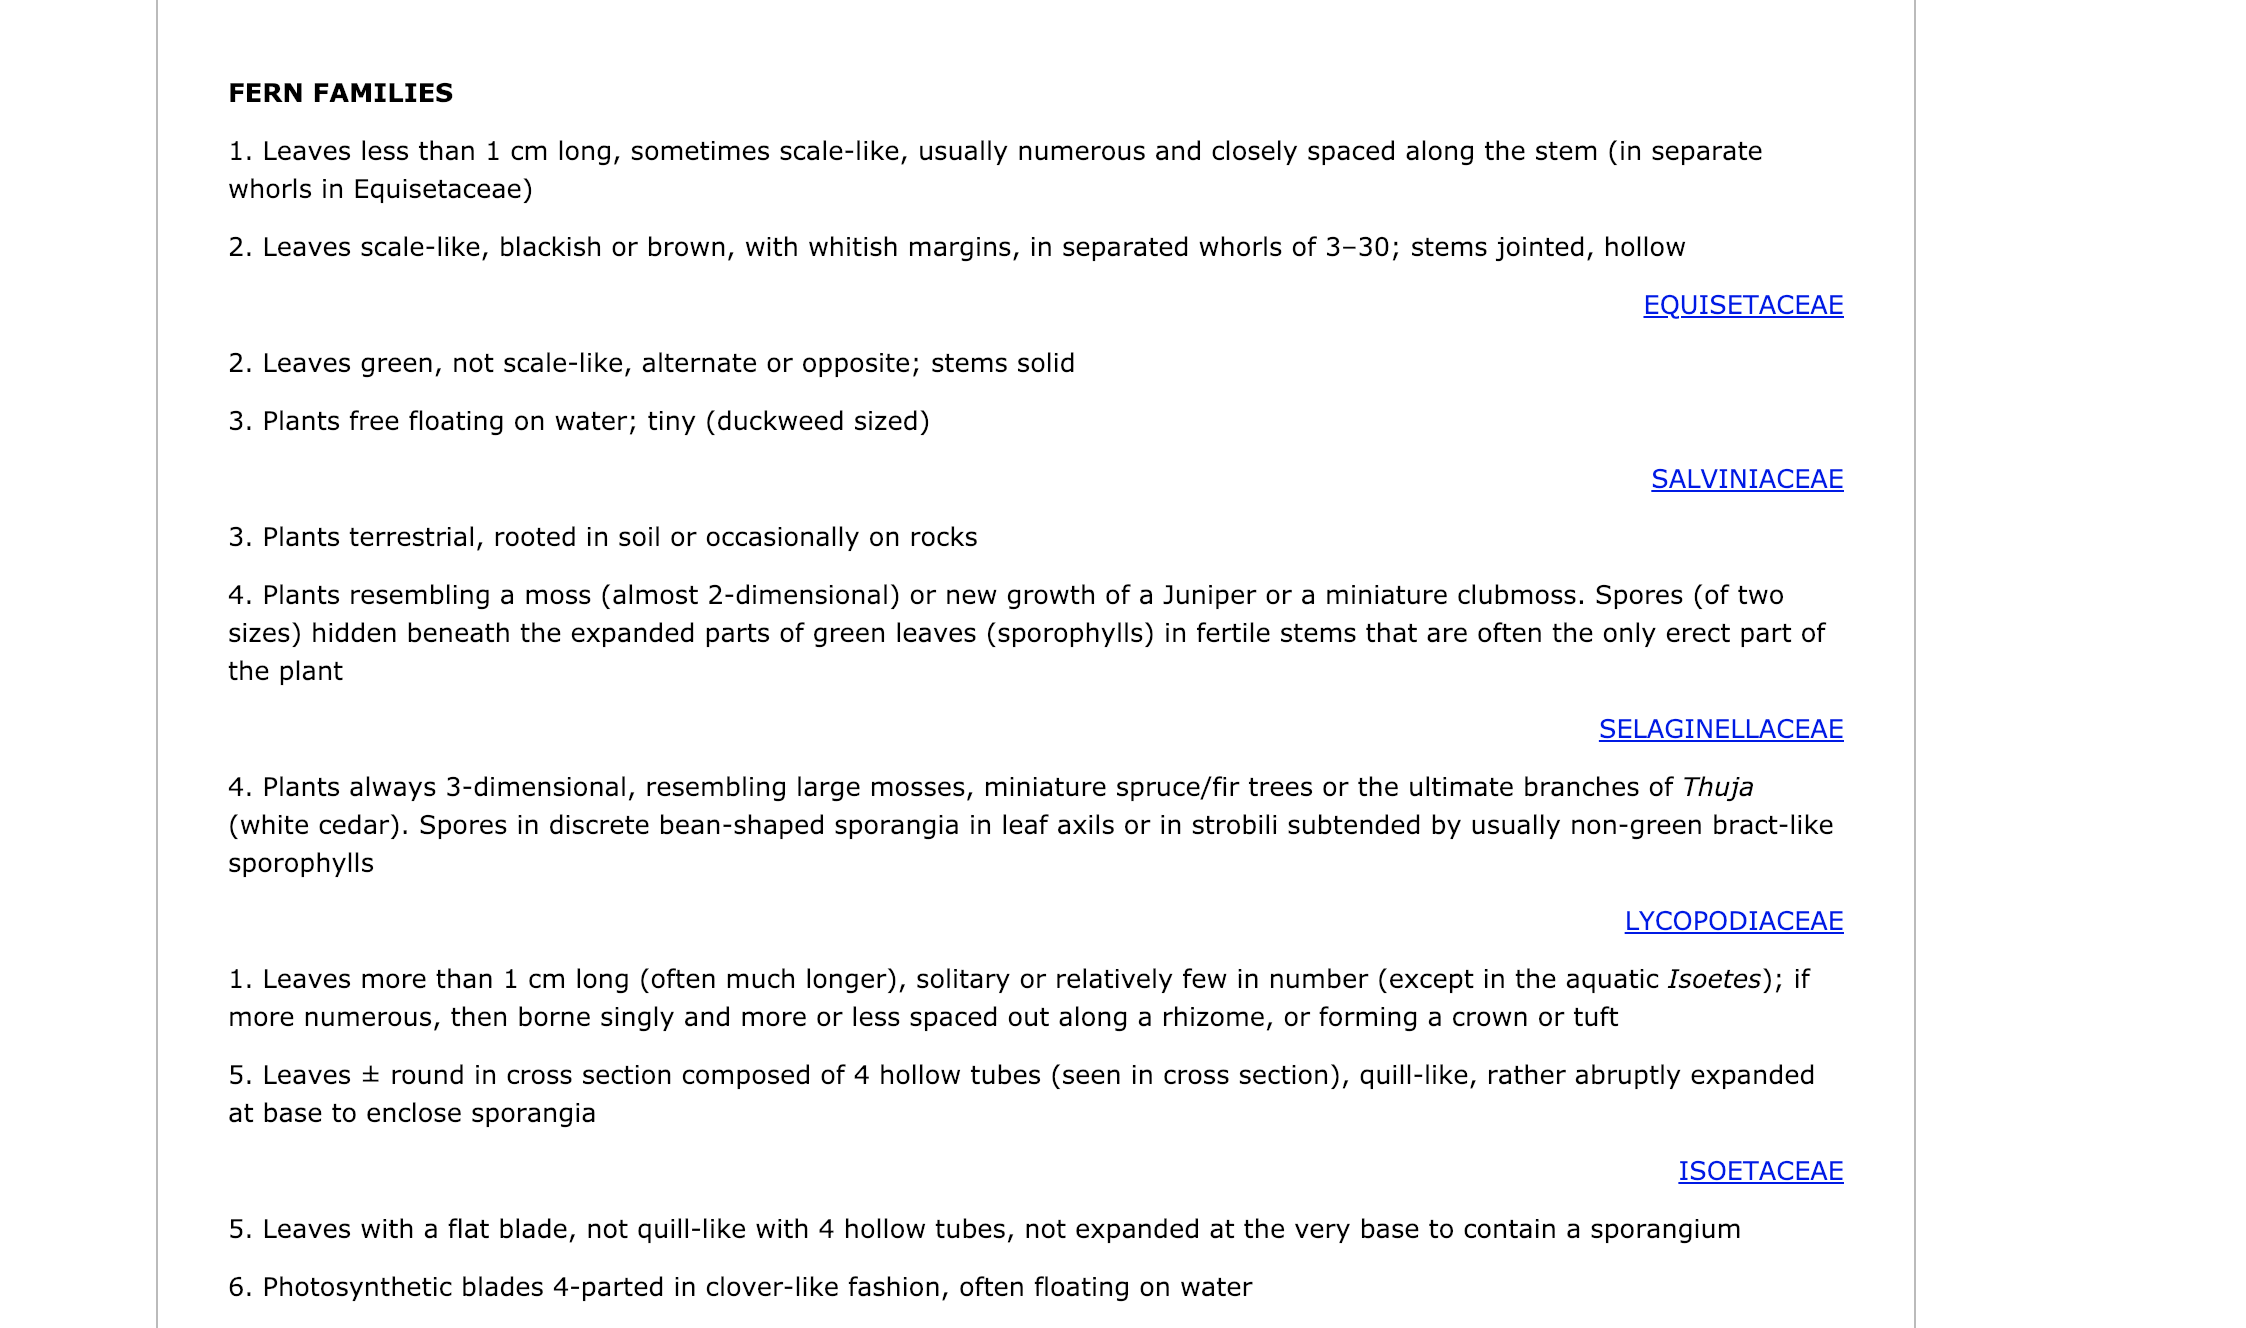 FERN FAMILIES
1. Leaves less than 1 cm long, sometimes scale-like, usually numerous and closely spaced along the stem (in separate
whorls in Equisetaceae)
2. Leaves scale-like, blackish or brown, with whitish margins, in separated whorls of 3–30; stems jointed, hollow
EQUISETACEAE
2. Leaves green, not scale-like, alternate or opposite; stems solid
3. Plants free floating on water; tiny (duckweed sized)
SALVINIACEAE
3. Plants terrestrial, rooted in soil or occasionally on rocks
4. Plants resembling a moss (almost 2-dimensional) or new growth of a Juniper or a miniature clubmoss. Spores (of two
sizes) hidden beneath the expanded parts of green leaves (sporophylls) in fertile stems that are often the only erect part of
the plant
SELAGINELLACEAE
4. Plants always 3-dimensional, resembling large mosses, miniature spruce/fir trees or the ultimate branches of Thuja
(white cedar). Spores in discrete bean-shaped sporangia in leaf axils or in strobili subtended by usually non-green bract-like
sporophylls
LYCOPODIACEAE
1. Leaves more than 1 cm long (often much longer), solitary or relatively few in number (except in the aquatic Isoetes); if
more numerous, then borne singly and more or less spaced out along a rhizome, or forming a crown or tuft
5. Leaves ± round in cross section composed of 4 hollow tubes (seen in cross section), quill-like, rather abruptly expanded
at base to enclose sporangia
ISOETACEAE
5. Leaves with a flat blade, not quill-like with 4 hollow tubes, not expanded at the very base to contain a sporangium
6. Photosynthetic blades 4-parted in clover-like fashion, often floating on water